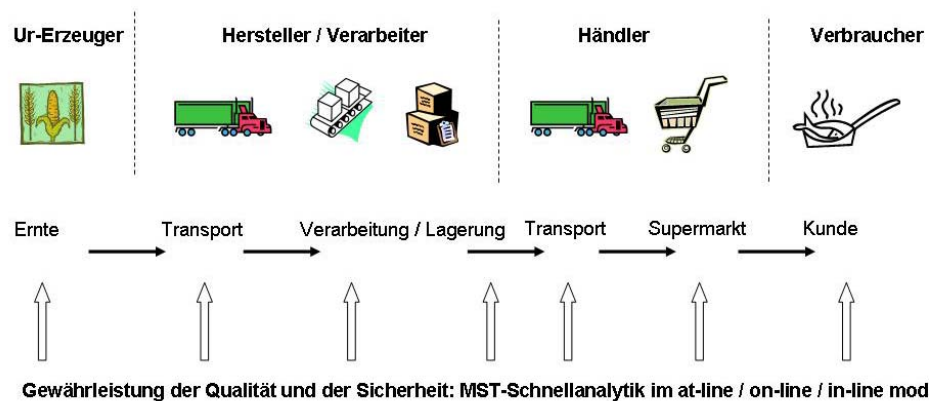 Ur-Erzeuger Hersteller / Verarbeiter Händler Verbraucher
Ernte Transport Verarbeitung / Lagerung Transport Supermarkt Kunde
Gewährleistung der Qualität und der Sicherheit: MST-Schnellanalytik im at-line / on-line / in-line mod